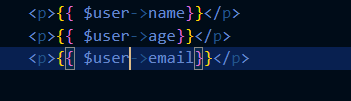 <p>{{ $user->name}}</p>
<p>{{ $user->age}}</p>
<p>{{ $user->email}}</p>